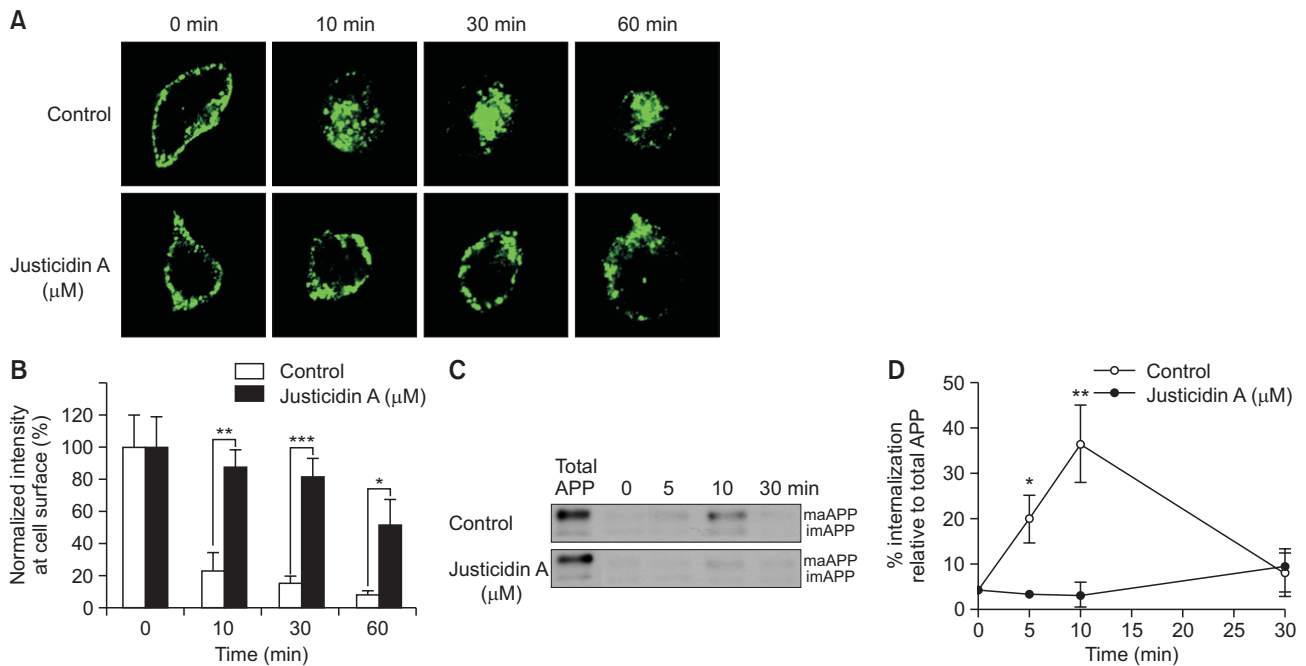 A
0 min 10 min 30 min 60 min
Control
Justicidin A
(μM)
B
Control
Justicidin A (μM)
Normalized intensity
at cell surface (%)
120
100
80
60
40
20
0
** *** *
0 10 30 60
Time (min)
C
Total
APP 0 5 10 30 min
Control
maAPP
imAPP
Justicidin A
(μM)
maAPP
imAPP
D
Control
Justicidin A (μM)
% internalization
relative to total APP
50
40
30
20
10
0
* **
0 5 10 15 20 25 30
Time (min)